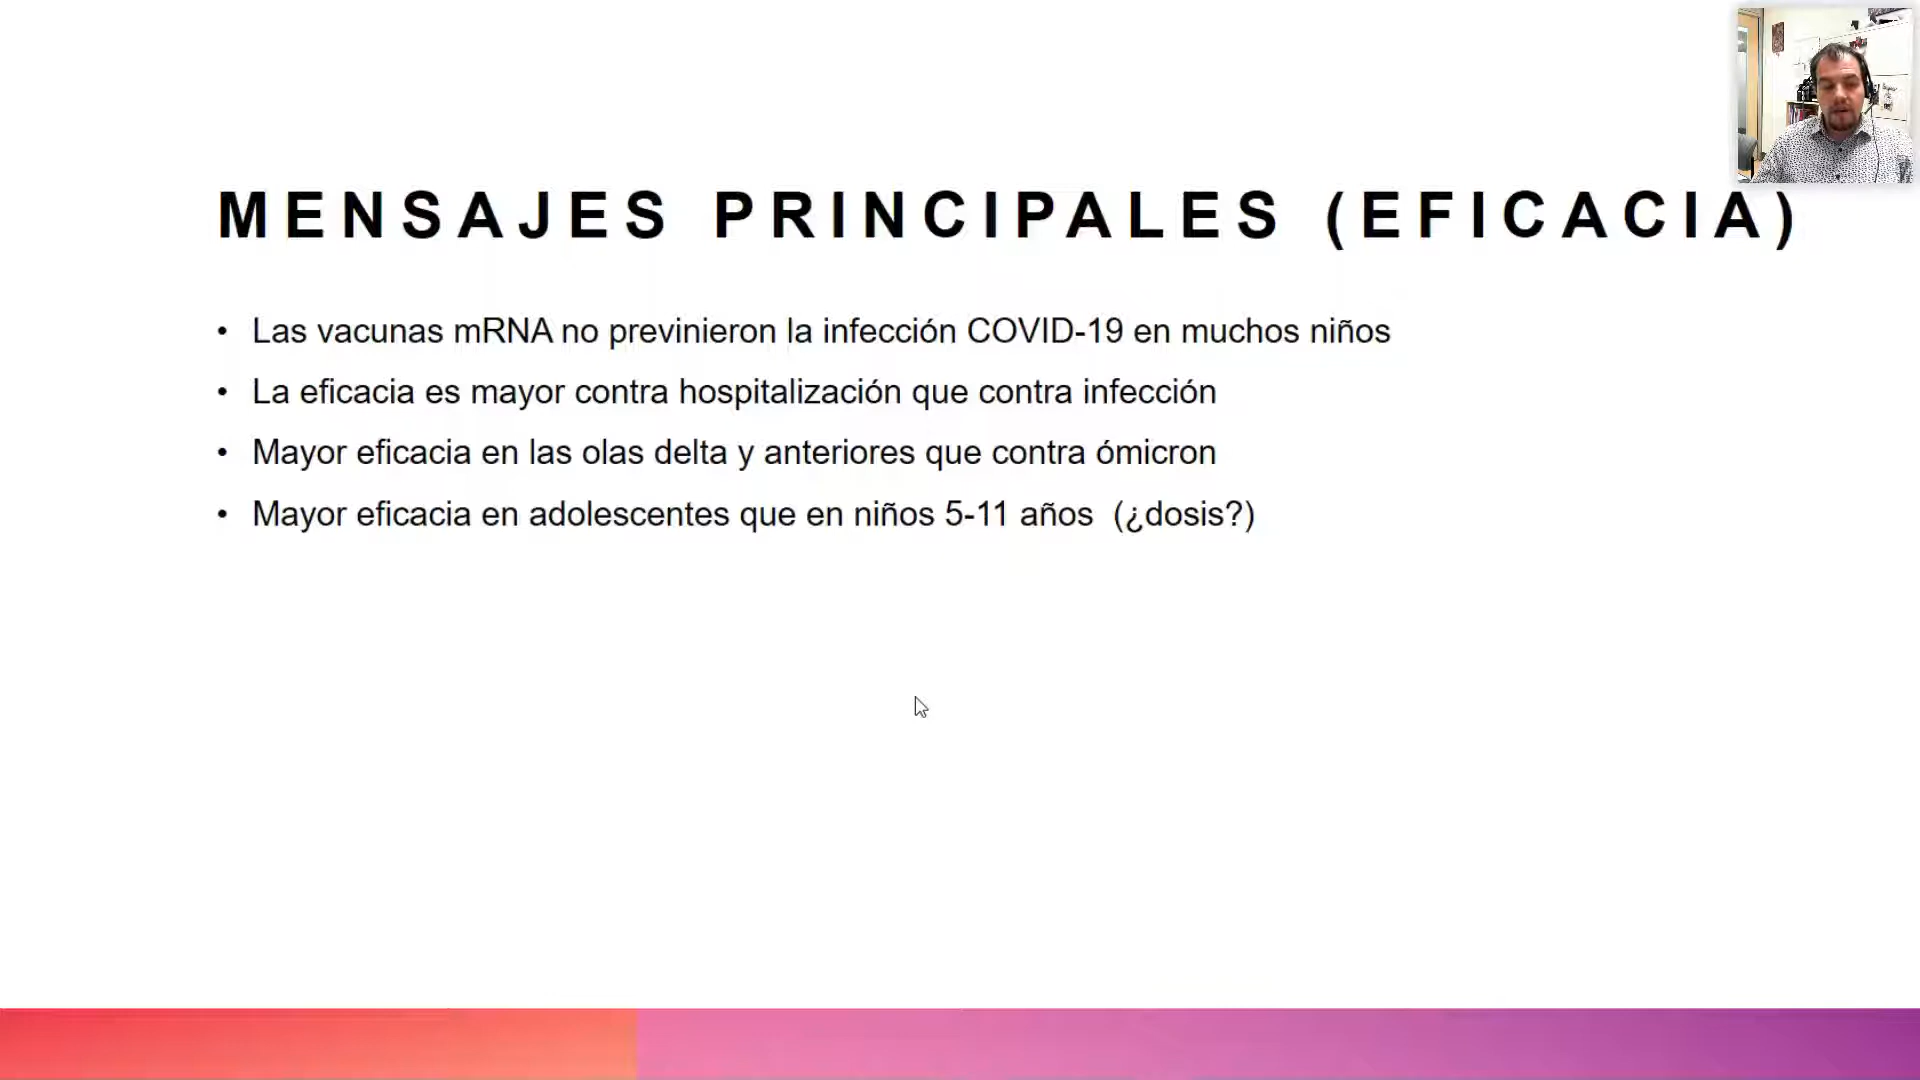 MENSAJES PRINCIPALES (EFICACIA)
• Las vacunas mRNA no previnieron la infección COVID-19 en muchos niños
• La eficacia es mayor contra hospitalización que contra infección
• Mayor eficacia en las olas delta y anteriores que contra ómicron
• Mayor eficacia en adolescentes que en niños 5-11 años (¿dosis?)